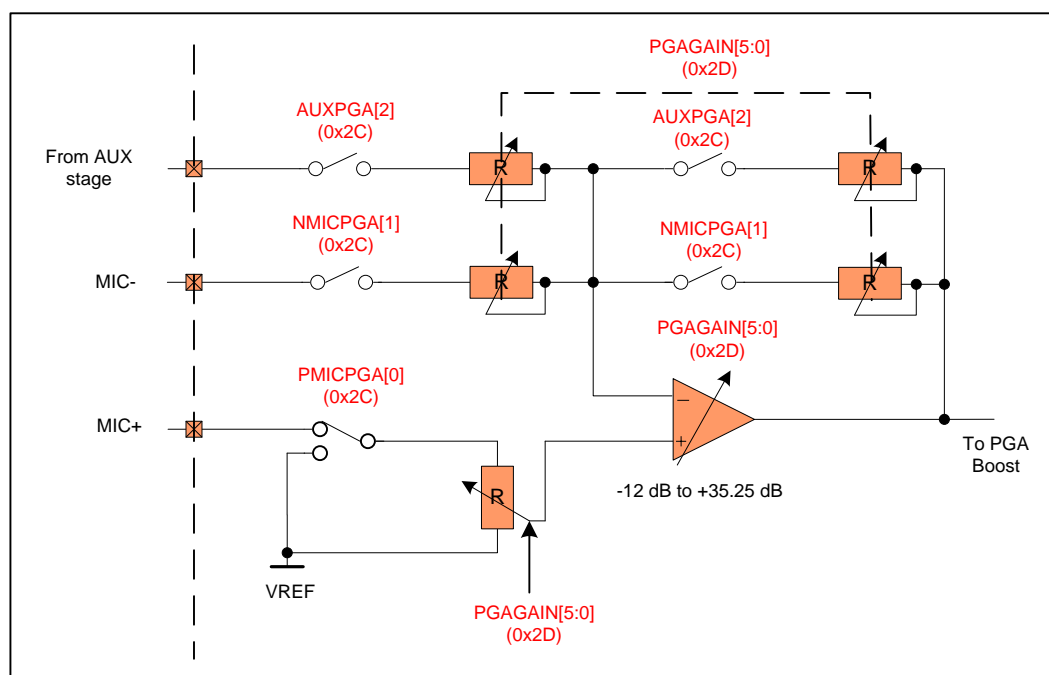 PGAGAIN[5:0]
(0x2D)
AUXPGA[2]
(0x2C)
AUXPGA[2]
(0x2C)
From AUX
stage
R
R
NMICPGA[1]
(0x2C)
NMICPGA[1]
(0x2C)
MIC-
R
R
PGAGAIN[5:0]
(0x2D)
PMICPGA[0]
(0x2C)
MIC+
−
+
To PGA
Boost
R
-12 dB to +35.25 dB
VREF
PGAGAIN[5:0]
(0x2D)